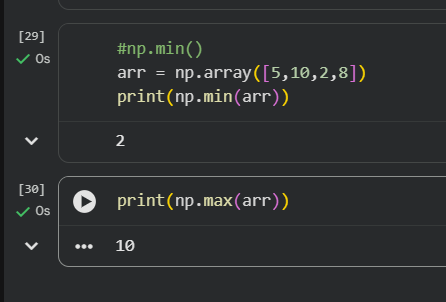 [29]
0s
#np.min()
arr = np.array([5,10,2,8])
print(np.min(arr))
2
[30]
0s
print(np.max(arr))
10